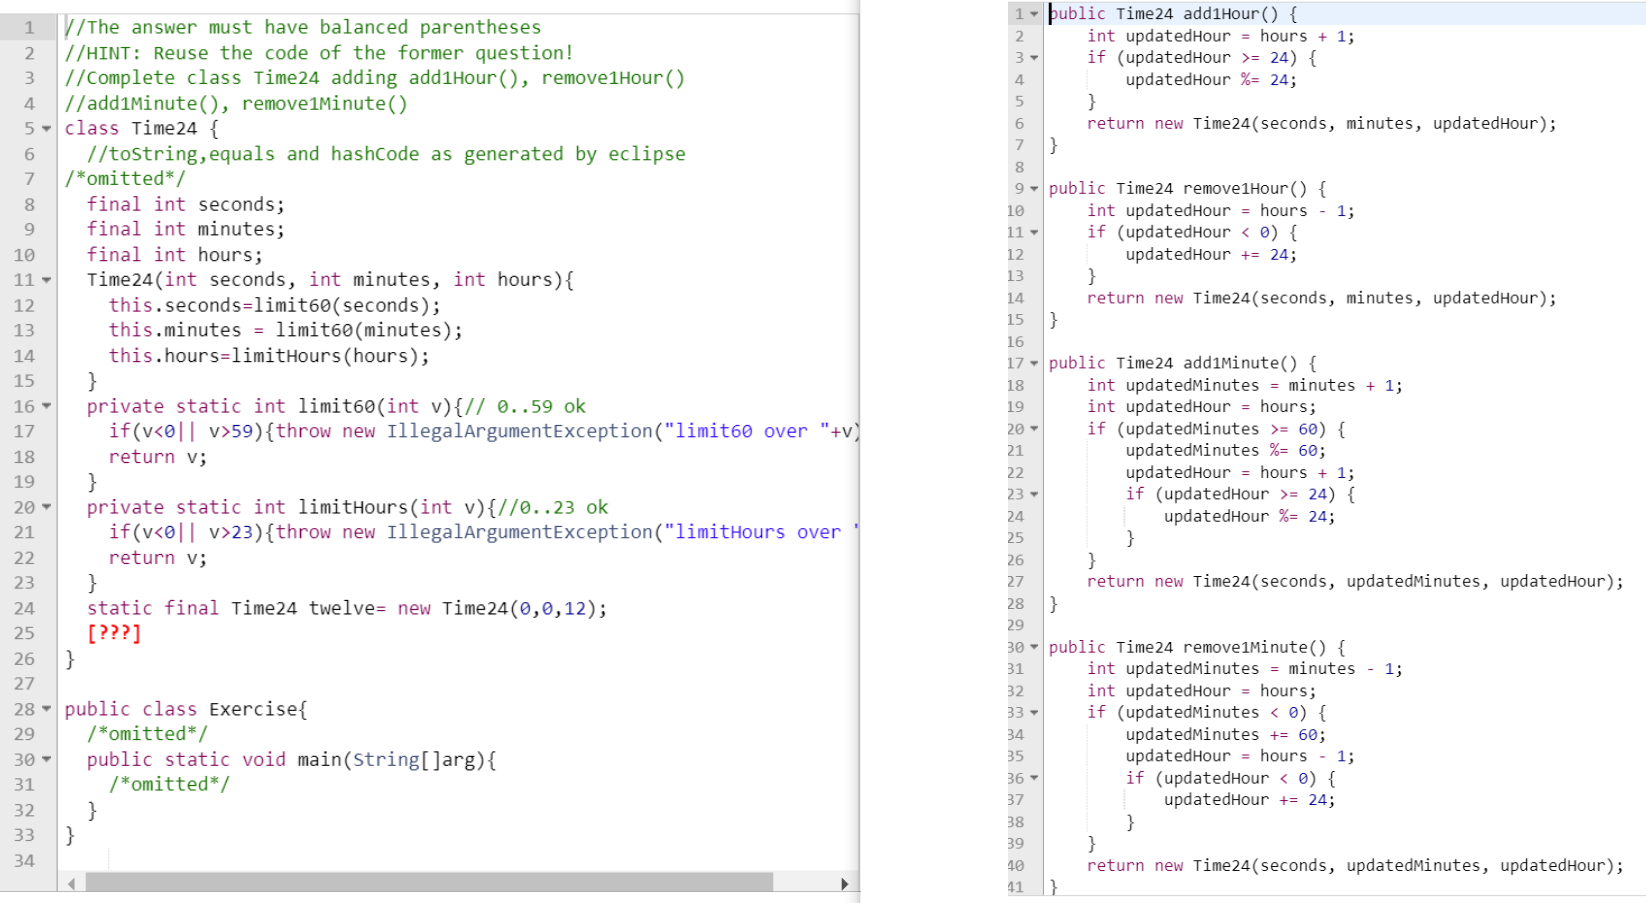 1 //The answer must have balanced parentheses
2 //HINT: Reuse the code of the former question!
3 //Complete class Time24 adding add1Hour(), remove1Hour()
4 //add1Minute(), remove1Minute()
5 class Time24 {
6 //toString,equals and hashCode as generated by eclipse
7 /*omitted*/
8 final int seconds;
9 final int minutes;
10 final int hours;
11 Time24(int seconds, int minutes, int hours){
12 this.seconds=limit60(seconds);
13 this.minutes = limit60(minutes);
14 this.hours=limitHours(hours);
15 }
16 private static int limit60(int v){// 0..59 ok
17 if(v<0|| v>59){throw new IllegalArgumentException("limit60 over "+v)
18 return v;
19 }
20 private static int limitHours(int v){//0..23 ok
21 if(v<0|| v>23){throw new IllegalArgumentException("limitHours over "
22 return v;
23 }
24 static final Time24 twelve= new Time24(0,0,12);
25 [???]
26 }
27
28 public class Exercise{
29 /*omitted*/
30 public static void main(String[]arg){
31 /*omitted*/
32 }
33 }
34
1 public Time24 add1Hour() {
2 int updatedHour = hours + 1;
3 if (updatedHour >= 24) {
4 updatedHour %= 24;
5 }
6 return new Time24(seconds, minutes, updatedHour);
7 }
8
9 public Time24 remove1Hour() {
10 int updatedHour = hours - 1;
11 if (updatedHour < 0) {
12 updatedHour += 24;
13 }
14 return new Time24(seconds, minutes, updatedHour);
15 }
16
17 public Time24 add1Minute() {
18 int updatedMinutes = minutes + 1;
19 int updatedHour = hours;
20 if (updatedMinutes >= 60) {
21 updatedMinutes %= 60;
22 updatedHour = hours + 1;
23 if (updatedHour >= 24) {
24 updatedHour %= 24;
25 }
26 }
27 return new Time24(seconds, updatedMinutes, updatedHour);
28 }
29
30 public Time24 remove1Minute() {
31 int updatedMinutes = minutes - 1;
32 int updatedHour = hours;
33 if (updatedMinutes < 0) {
34 updatedMinutes += 60;
35 updatedHour = hours - 1;
36 if (updatedHour < 0) {
37 updatedHour += 24;
38 }
39 }
40 return new Time24(seconds, updatedMinutes, updatedHour);
41 }